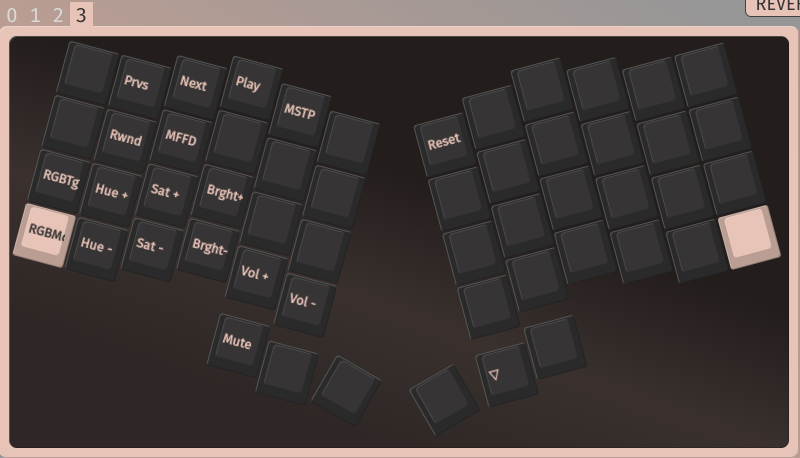 0 1 2 3
REVER
Prvs Next Play
MSTP
Rwnd MFFD
Reset
RGBTg Hue + Sat + Brght+
RGBM Hue - Sat - Brght-
Vol +
Vol -
Mute
▽